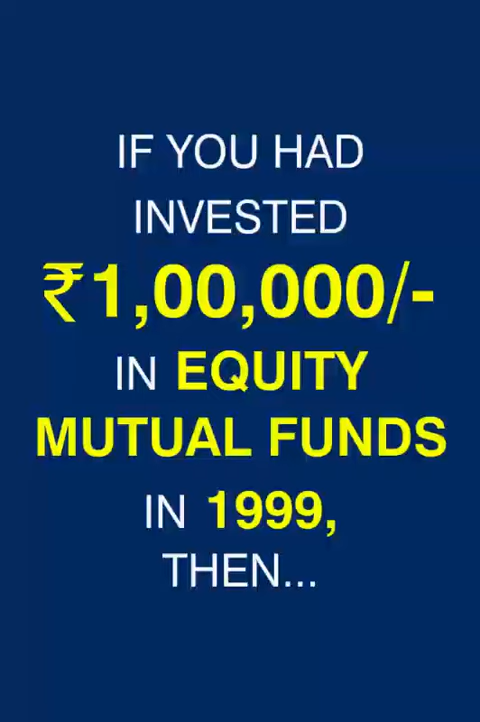 IF YOU HAD
INVESTED
₹1,00,000/-
IN EQUITY
MUTUAL FUNDS
IN 1999,
THEN...